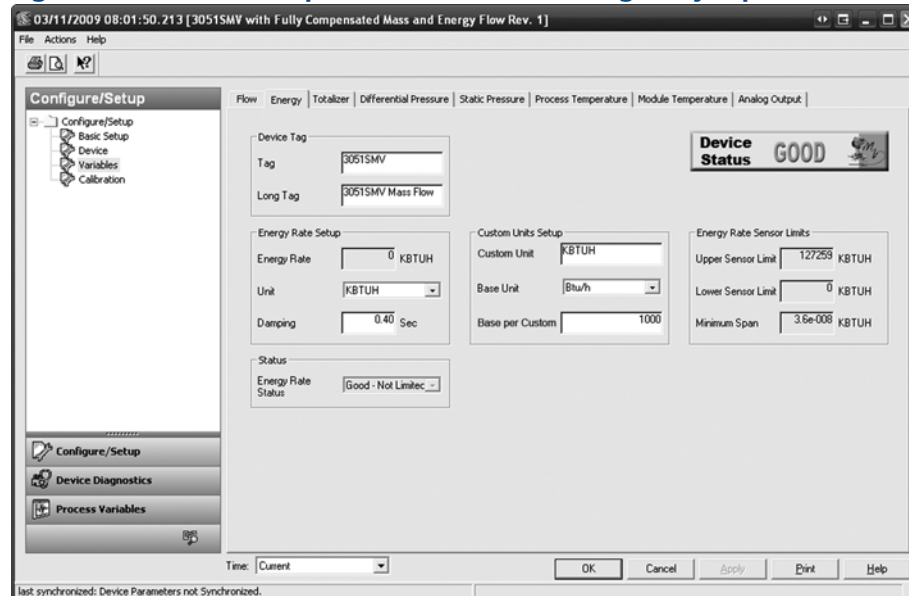 03/11/2009 08:01:50.213 [3051SMV with Fully Compensated Mass and Energy Flow Rev. 1]
File Actions Help
Configure/Setup
Configure/Setup
Basic Setup
Device
Variables
Calibration
Configure/Setup
Device Diagnostics
Process Variables
Flow Energy Totalizer Differential Pressure Static Pressure Process Temperature Module Temperature Analog Output
Device Tag
Tag 3051SMV
Long Tag 3051SMV Mass Flow
Device Status GOOD
Energy Rate Setup
Energy Rate 0 KBTUH
Unit KBTUH
Damping 0.40 Sec
Custom Units Setup
Custom Unit KBTUH
Base Unit Btu/h
Base per Custom 1000
Energy Rate Sensor Limits
Upper Sensor Limit 127259 KBTUH
Lower Sensor Limit 0 KBTUH
Minimum Span 3.6e-008 KBTUH
Status
Energy Rate Status Good - Not Limitec
Time: Current
OK Cancel Apply Print Help
last synchronized: Device Parameters not Synchronized.